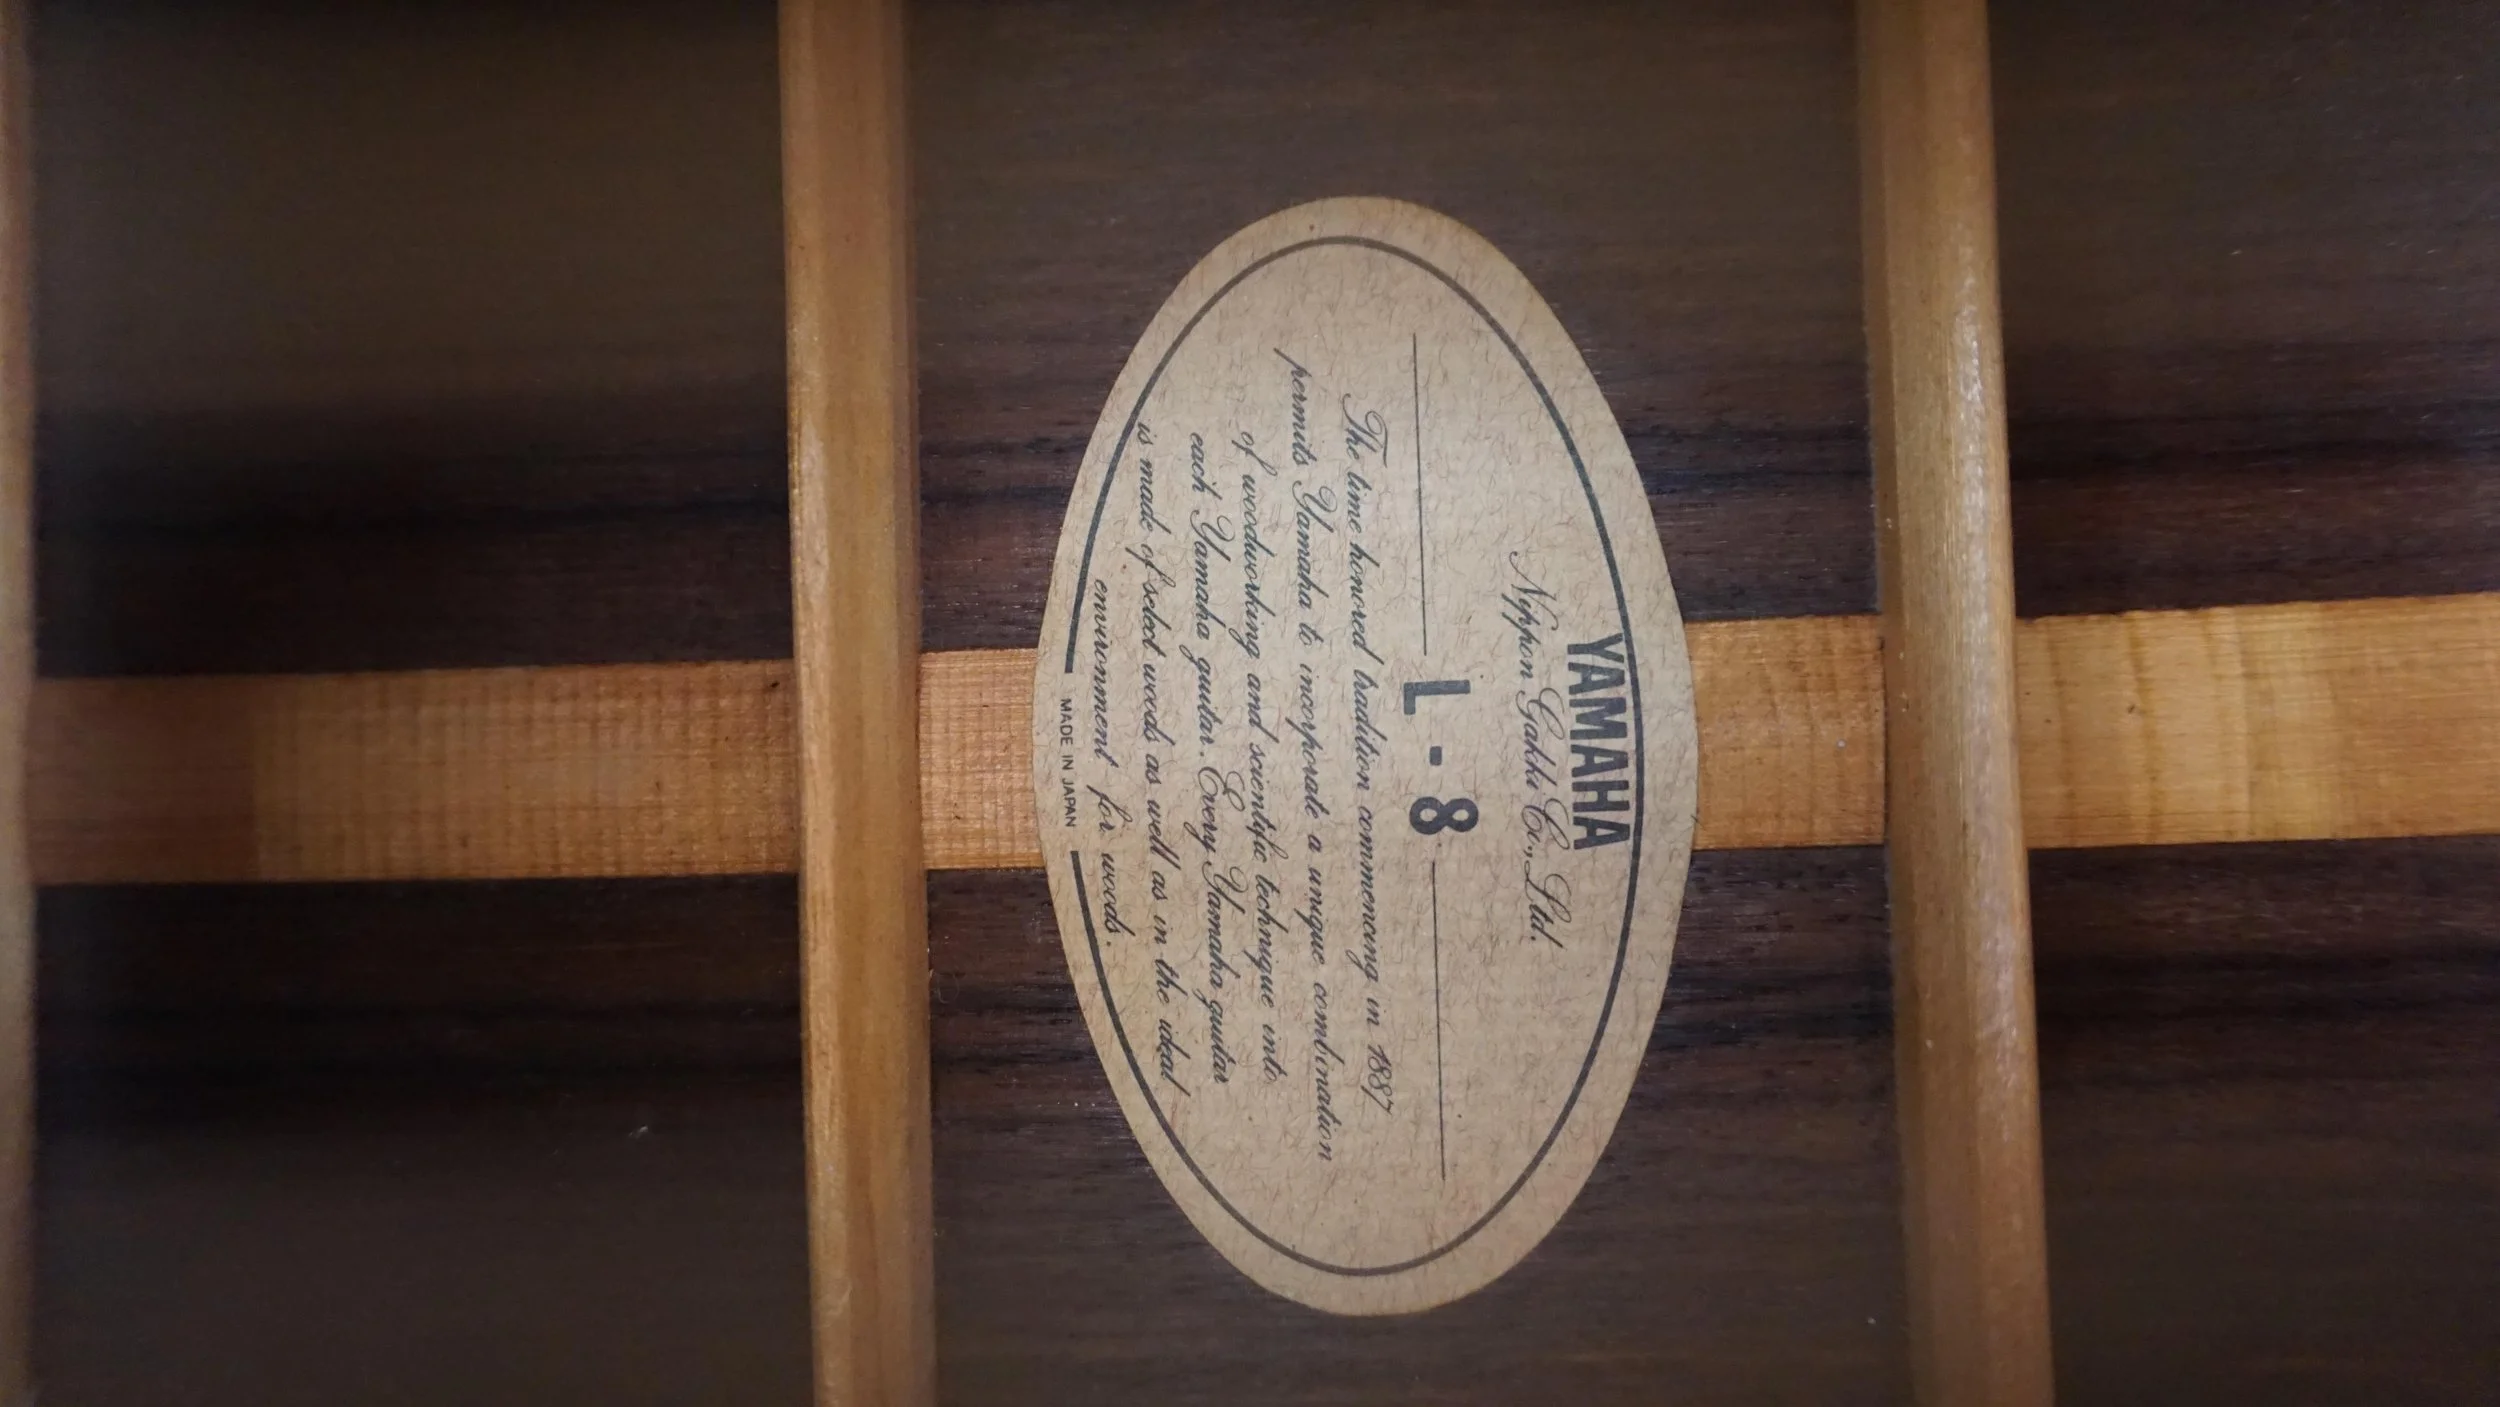 YAMAHA
Nippon Gakki Co., Ltd.
L-8
The time honored tradition commencing in 1887
permits Yamaha to incorporate a unique combination
of woodworking and scientific technique into
each Yamaha guitar. Every Yamaha guitar
is made of select woods as well as in the ideal
environment for woods.
MADE IN JAPAN